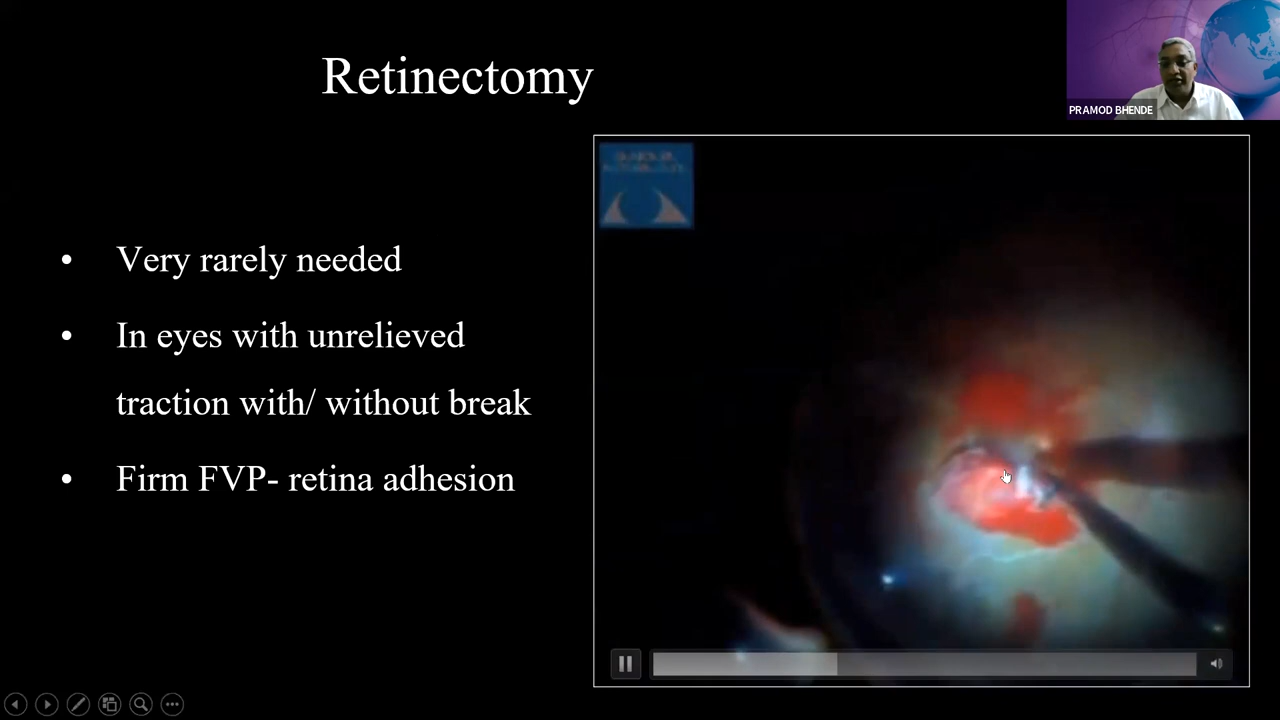 Retinectomy
PRAMOD BHENDE
• Very rarely needed
• In eyes with unrelieved
traction with/ without break
• Firm FVP- retina adhesion